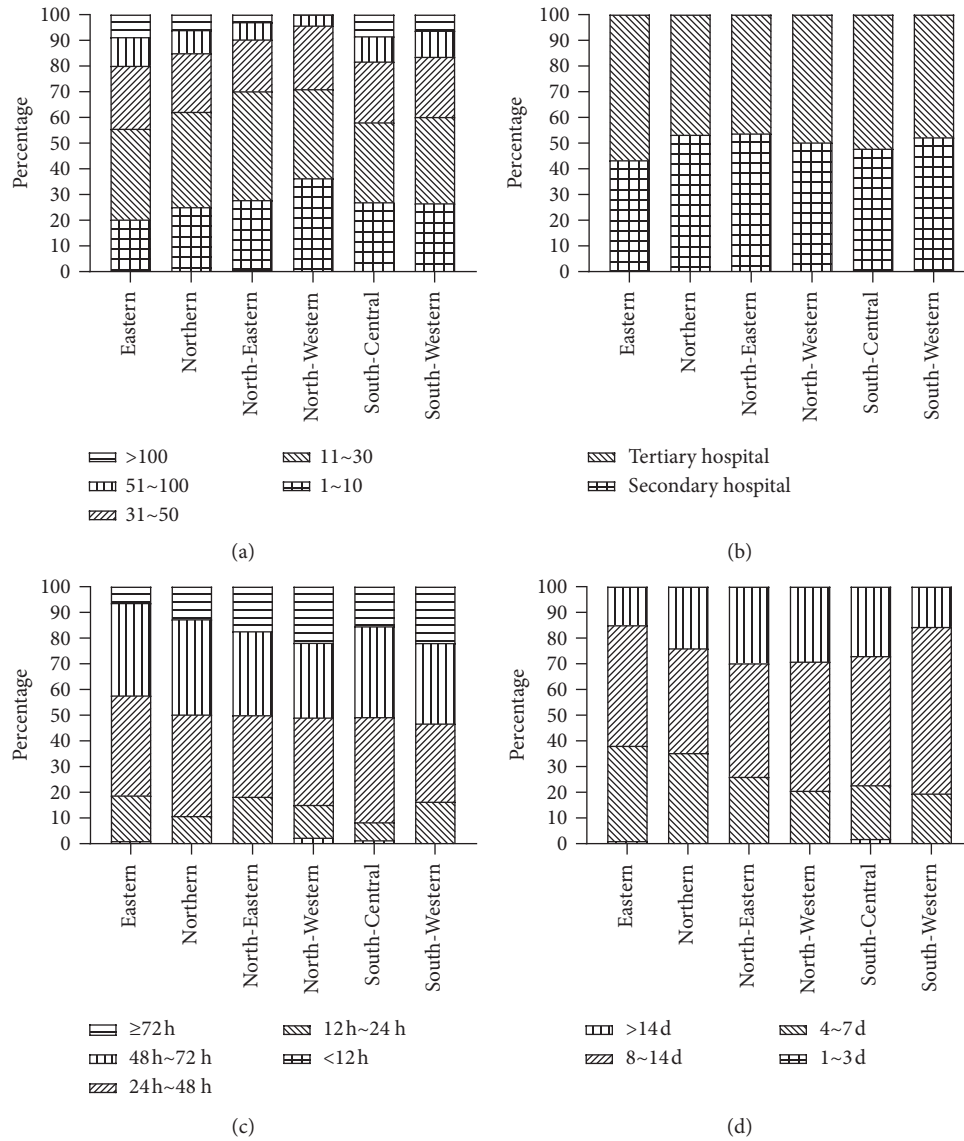 100
90
80
70
60
50
40
30
20
10
0
Percentage
Eastern
Northern
North-Eastern
North-Western
South-Central
South-Western
>100
51~100
31~50
11~30
1~10
(a)
100
90
80
70
60
50
40
30
20
10
0
Percentage
Eastern
Northern
North-Eastern
North-Western
South-Central
South-Western
Tertiary hospital
Secondary hospital
(b)
100
90
80
70
60
50
40
30
20
10
0
Percentage
Eastern
Northern
North-Eastern
North-Western
South-Central
South-Western
≥72 h
48 h~72 h
24 h~48 h
12 h~24 h
<12 h
(c)
100
90
80
70
60
50
40
30
20
10
0
Percentage
Eastern
Northern
North-Eastern
North-Western
South-Central
South-Western
>14 d
8~14 d
4~7 d
1~3 d
(d)